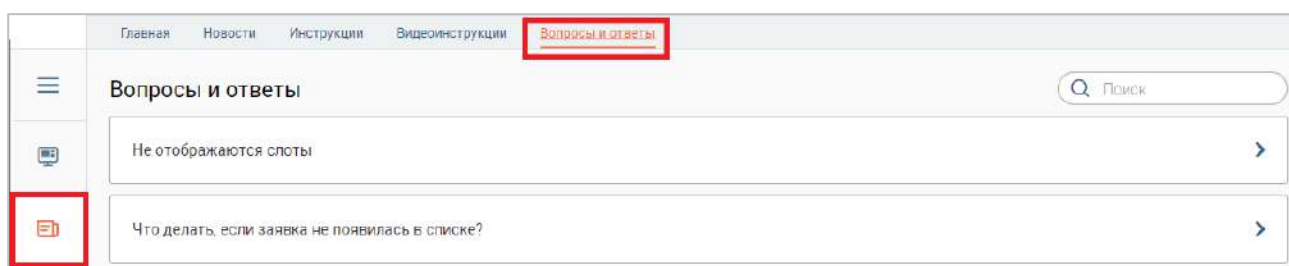 Главная Новости Инструкции Видеоинструкции Вопросы и ответы
Вопросы и ответы
Поиск
Не отображаются слоты
Что делать, если заявка не появилась в списке?